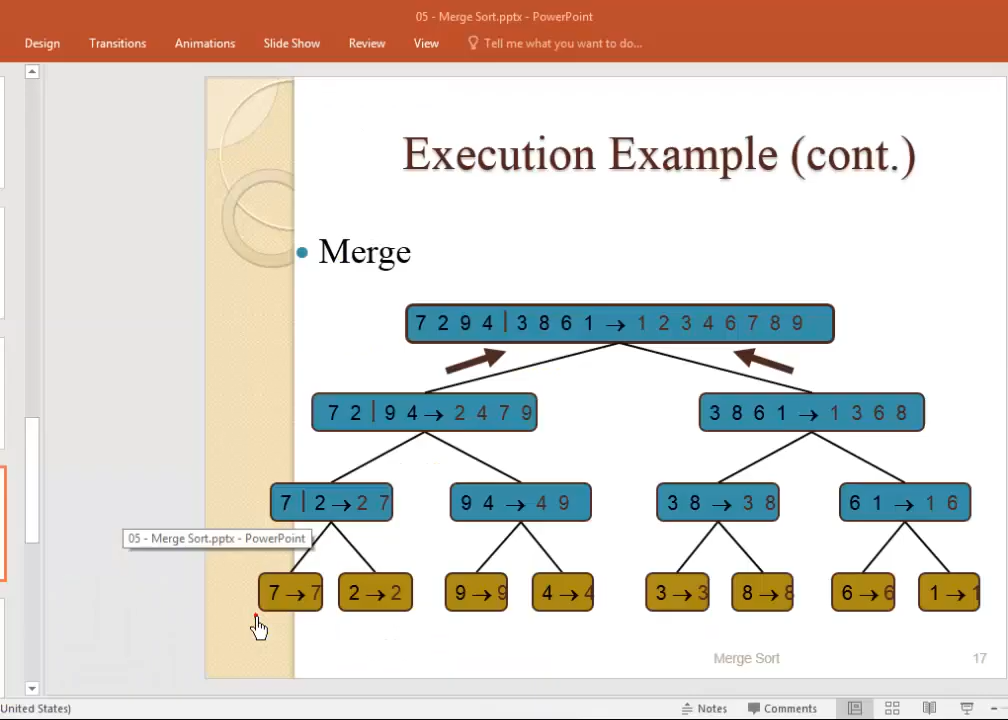 05 - Merge Sort.pptx - PowerPoint
Design Transitions Animations Slide Show Review View Tell me what you want to do...
Execution Example (cont.)
• Merge
7 2 9 4 | 3 8 6 1 → 1 2 3 4 6 7 8 9
7 2 | 9 4 → 2 4 7 9
3 8 6 1 → 1 3 6 8
7 | 2 → 2 7
9 4 → 4 9
3 8 → 3 8
6 1 → 1 6
05 - Merge Sort.pptx - PowerPoint
7 → 7
2 → 2
9 → 9
4 → 4
3 → 3
8 → 8
6 → 6
1 → 1
Merge Sort 17
United States) Notes Comments